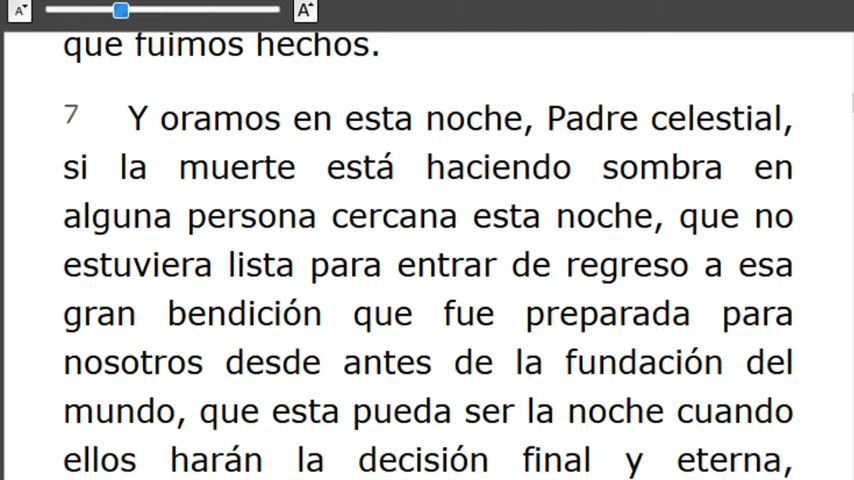 A A
que fuimos hechos.
7 Y oramos en esta noche, Padre celestial,
si la muerte está haciendo sombra en
alguna persona cercana esta noche, que no
estuviera lista para entrar de regreso a esa
gran bendición que fue preparada para
nosotros desde antes de la fundación del
mundo, que esta pueda ser la noche cuando
ellos harán la decisión final y eterna,